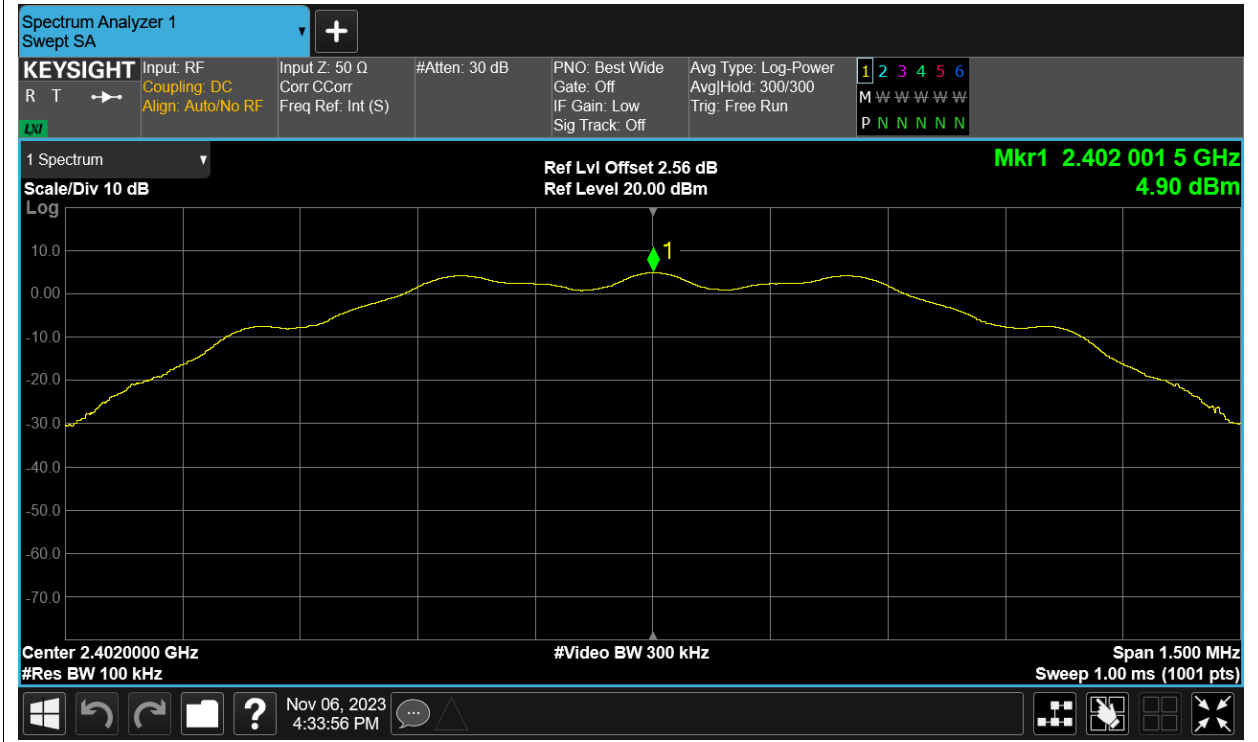 Spectrum Analyzer 1
Swept SA
KEYSIGHT
R T
LXI
Input: RF
Coupling: DC
Align: Auto/No RF
Input Z: 50 Ω
Corr CCorr
Freq Ref: Int (S)
#Atten: 30 dB
PNO: Best Wide
Gate: Off
IF Gain: Low
Sig Track: Off
Avg Type: Log-Power
Avg|Hold: 300/300
Trig: Free Run
1 2 3 4 5 6
M W W W W W
P N N N N N
1 Spectrum
Scale/Div 10 dB
Log
Ref Lvl Offset 2.56 dB
Ref Level 20.00 dBm
Mkr1 2.402 001 5 GHz
4.90 dBm
1
10.0
0.00
-10.0
-20.0
-30.0
-40.0
-50.0
-60.0
-70.0
Center 2.4020000 GHz
#Res BW 100 kHz
#Video BW 300 kHz
Span 1.500 MHz
Sweep 1.00 ms (1001 pts)
?
Nov 06, 2023
4:33:56 PM